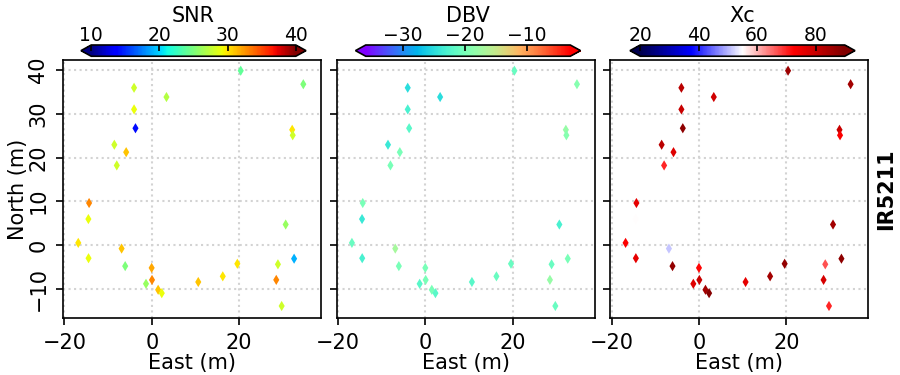 SNR DBV Xc
10 20 30 40 −30 −20 −10 20 40 60 80
40
30
20
10
0
−10
North (m)
IR5211
−20 0 20 −20 0 20 −20 0 20
East (m) East (m) East (m)